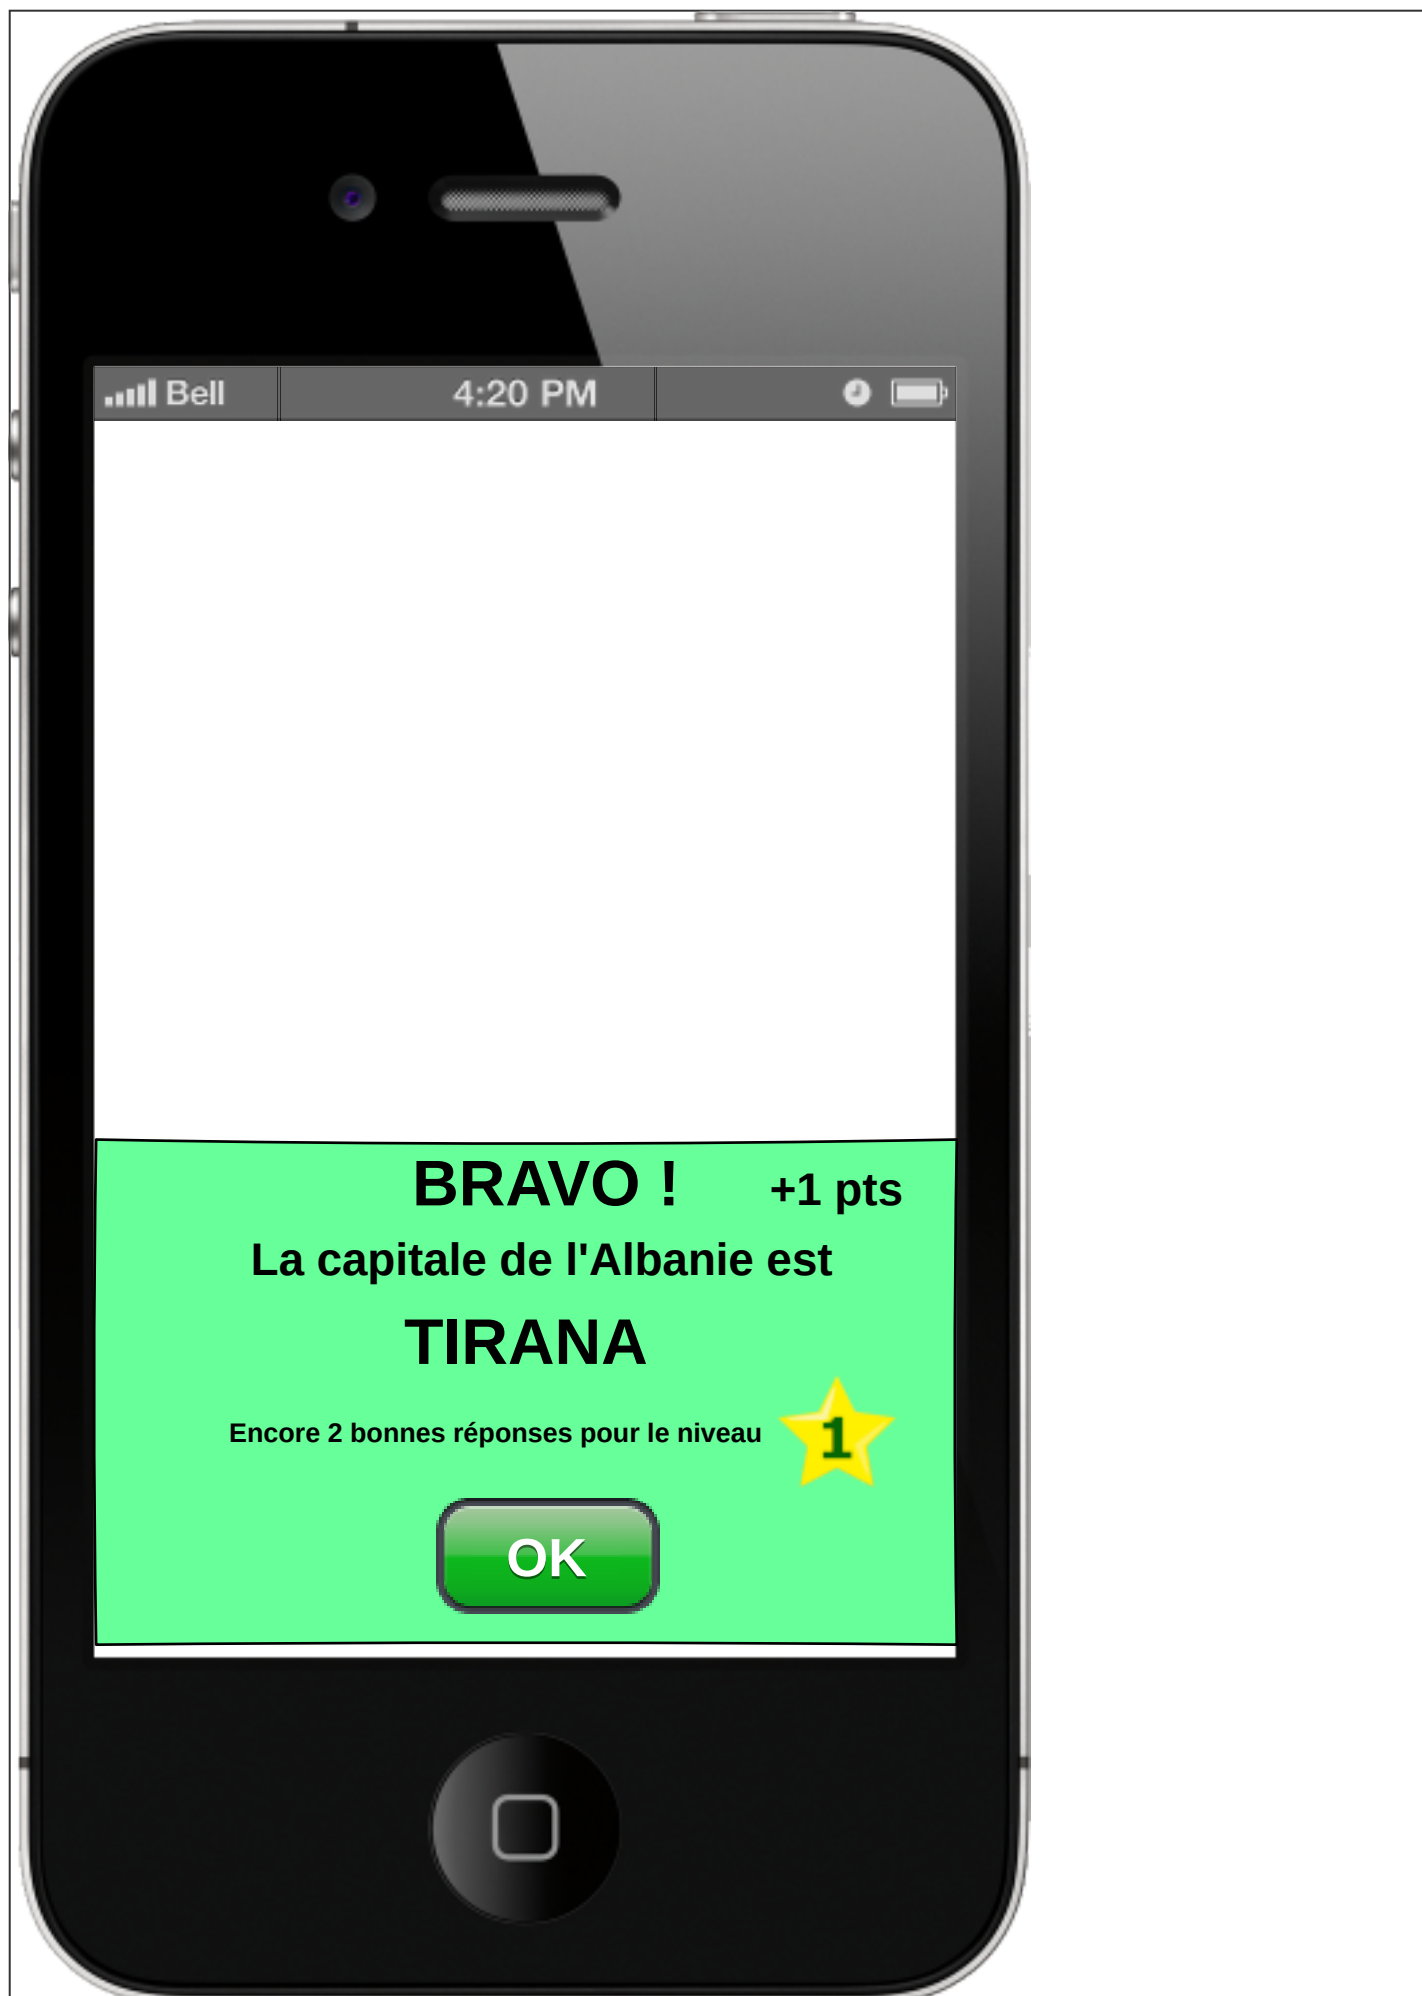 Bell 4:20 PM
BRAVO ! +1 pts
La capitale de l'Albanie est
TIRANA
Encore 2 bonnes réponses pour le niveau 1
OK